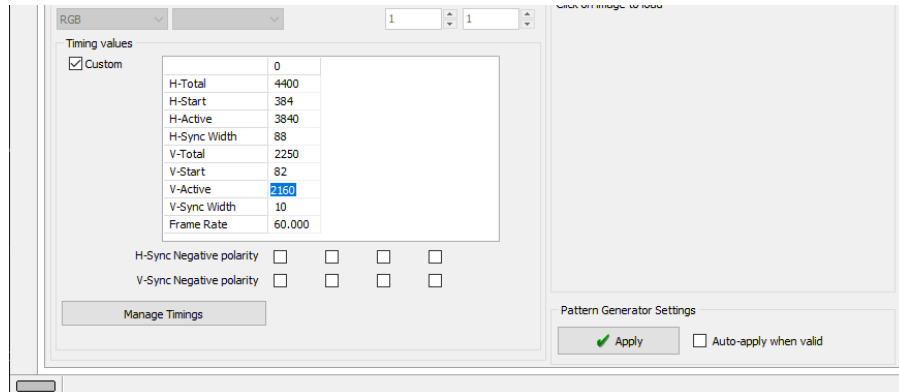 Click on image to load
RGB
1
1
Timing values
Custom
0
H-Total 4400
H-Start 384
H-Active 3840
H-Sync Width 88
V-Total 2250
V-Start 82
V-Active 2160
V-Sync Width 10
Frame Rate 60.000
H-Sync Negative polarity
V-Sync Negative polarity
Manage Timings
Pattern Generator Settings
Apply
Auto-apply when valid